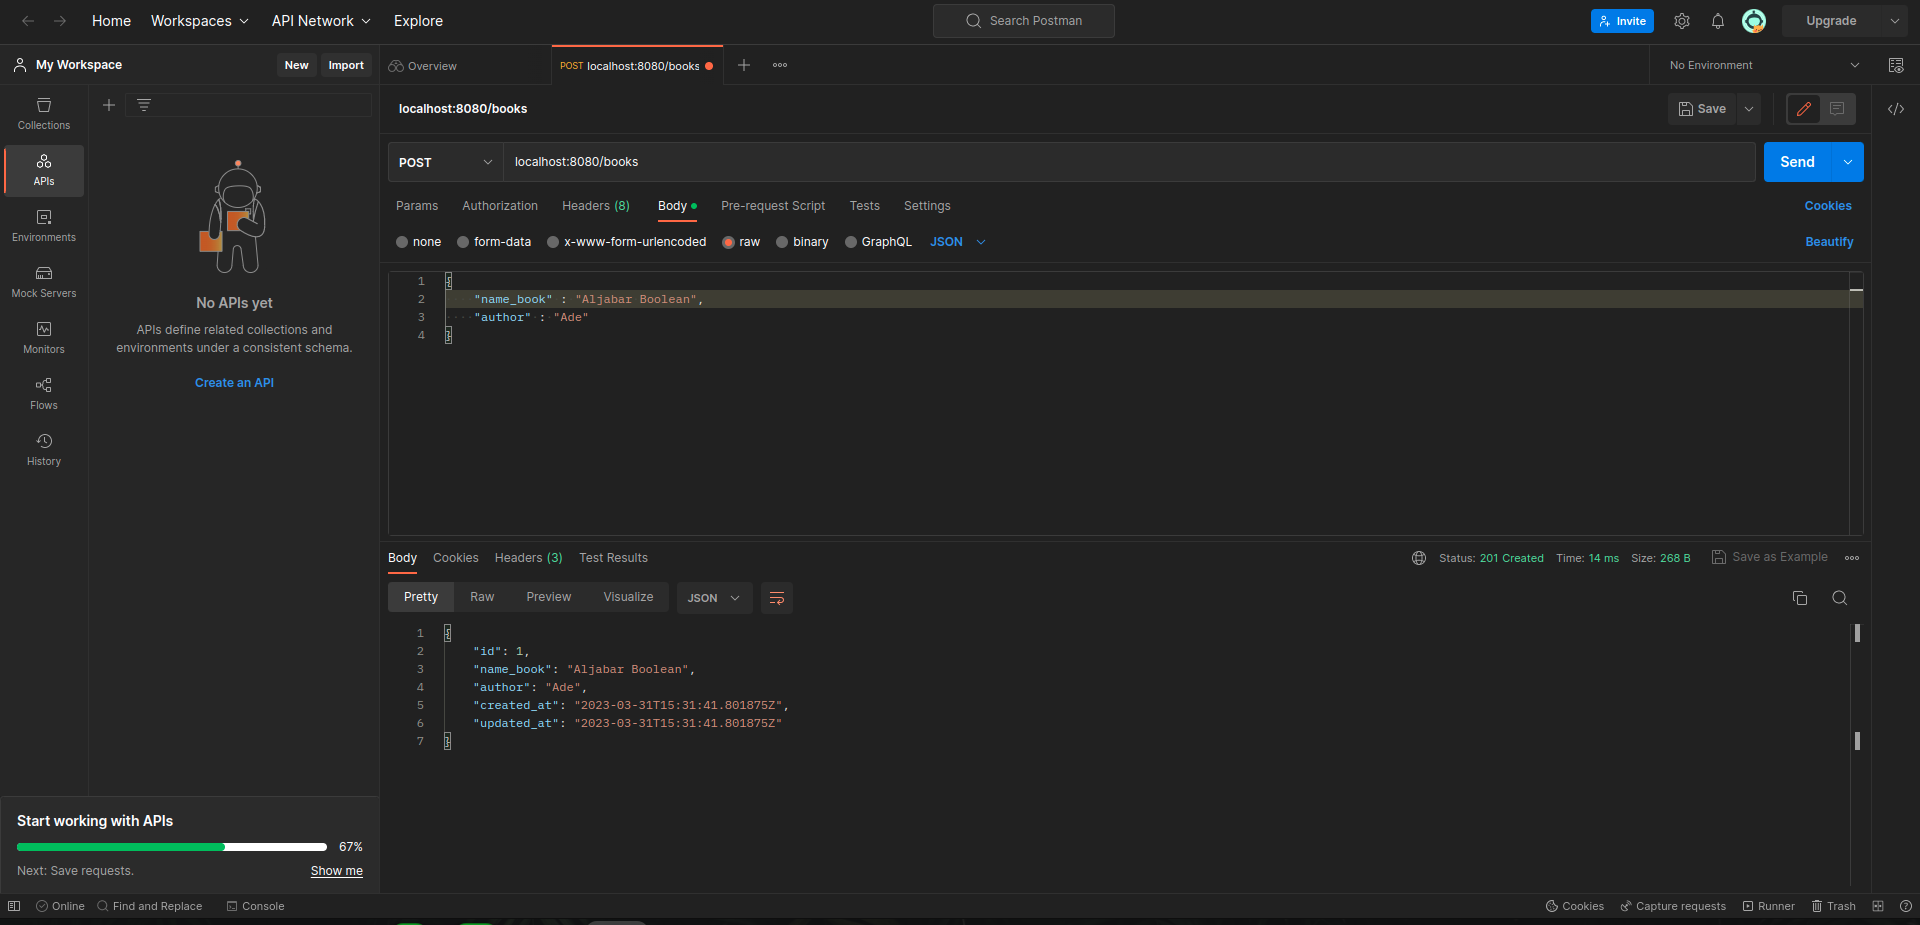 Home Workspaces API Network Explore Search Postman Invite Upgrade
My Workspace New Import Overview POST localhost:8080/books No Environment
Collections
APIs
Environments
Mock Servers
Monitors
Flows
History
No APIs yet
APIs define related collections and
environments under a consistent schema.
Create an API
Start working with APIs
67%
Next: Save requests. Show me
localhost:8080/books Save
POST localhost:8080/books Send
Params Authorization Headers (8) Body Pre-request Script Tests Settings Cookies
none form-data x-www-form-urlencoded raw binary GraphQL JSON Beautify
1 {
2 "name_book" : "Aljabar Boolean",
3 "author" : "Ade"
4 }
Body Cookies Headers (3) Test Results Status: 201 Created Time: 14 ms Size: 268 B Save as Example
Pretty Raw Preview Visualize JSON
1 {
2 "id": 1,
3 "name_book": "Aljabar Boolean",
4 "author": "Ade",
5 "created_at": "2023-03-31T15:31:41.801875Z",
6 "updated_at": "2023-03-31T15:31:41.801875Z"
7 }
Online Find and Replace Console Cookies Capture requests Runner Trash